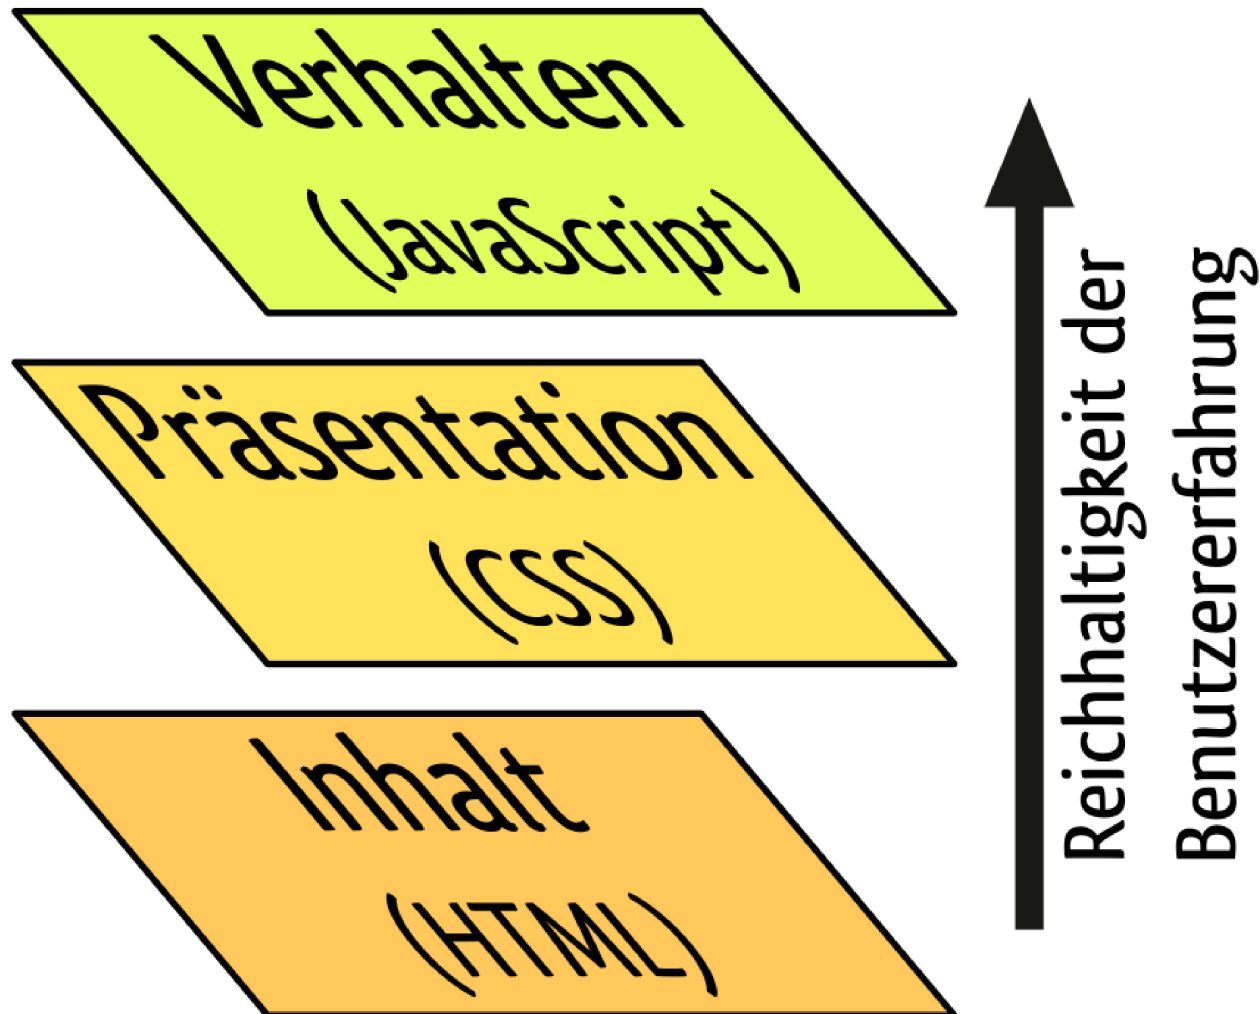 Verhalten
(JavaScript)
Präsentation
(CSS)
Inhalt
(HTML)
Reichhaltigkeit der
Benutzererfahrung